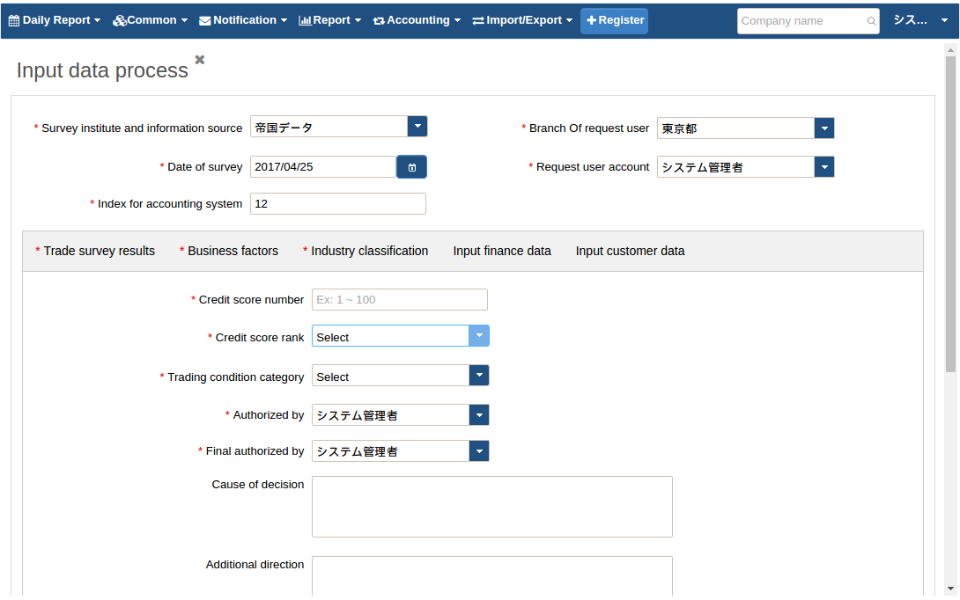 Daily Report Common Notification Report Accounting Import/Export Register Company name シス...
Input data process
* Survey institute and information source 帝国データ * Branch Of request user 東京都
* Date of survey 2017/04/25 * Request user account システム管理者
* Index for accounting system 12
* Trade survey results * Business factors * Industry classification Input finance data Input customer data
* Credit score number Ex: 1 ~ 100
* Credit score rank Select
* Trading condition category Select
* Authorized by システム管理者
* Final authorized by システム管理者
Cause of decision
Additional direction